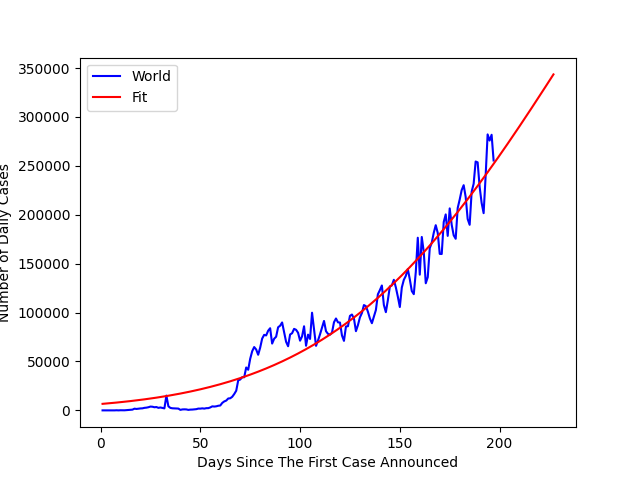 World
Fit
350000
300000
250000
200000
150000
100000
50000
0
Number of Daily Cases
0 50 100 150 200
Days Since The First Case Announced